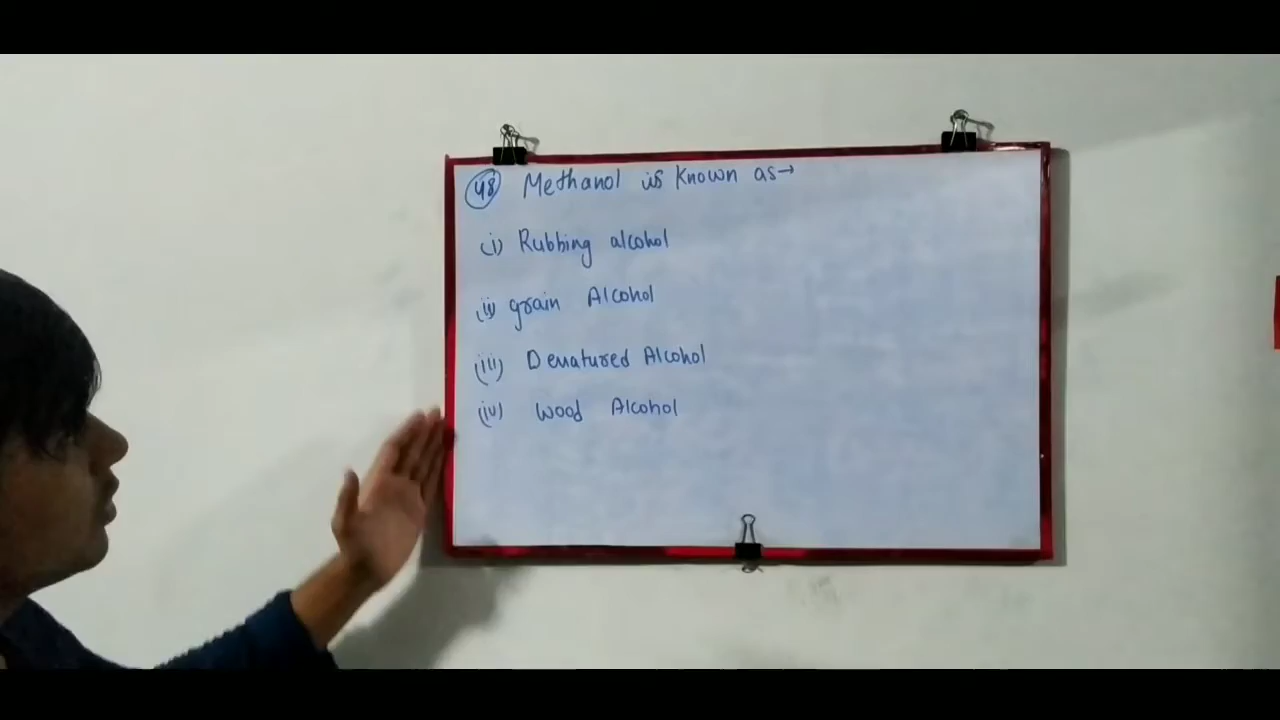 48 Methanol is known as→
(i) Rubbing alcohol
(ii) grain Alcohol
(iii) Denatured Alcohol
(iv) wood Alcohol